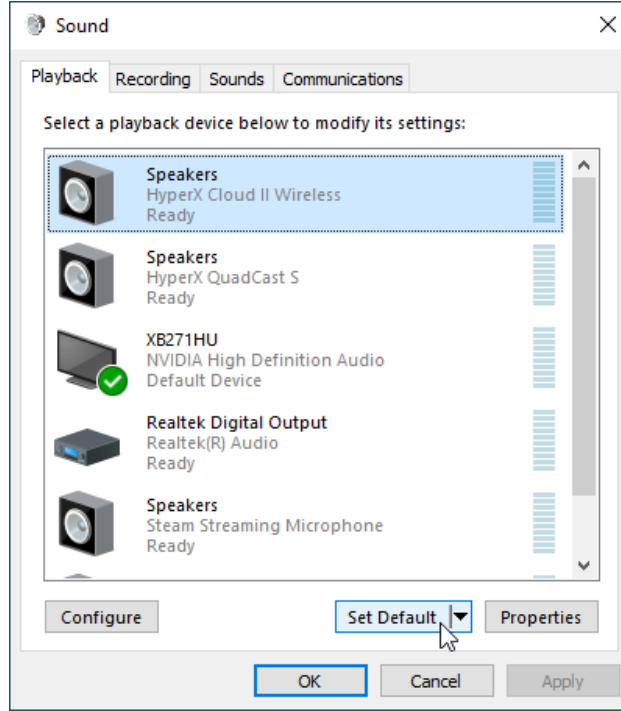 Sound
Playback Recording Sounds Communications
Select a playback device below to modify its settings:
Speakers
HyperX Cloud II Wireless
Ready
Speakers
HyperX QuadCast S
Ready
XB271HU
NVIDIA High Definition Audio
Default Device
Realtek Digital Output
Realtek(R) Audio
Ready
Speakers
Steam Streaming Microphone
Ready
Configure Set Default Properties
OK Cancel Apply